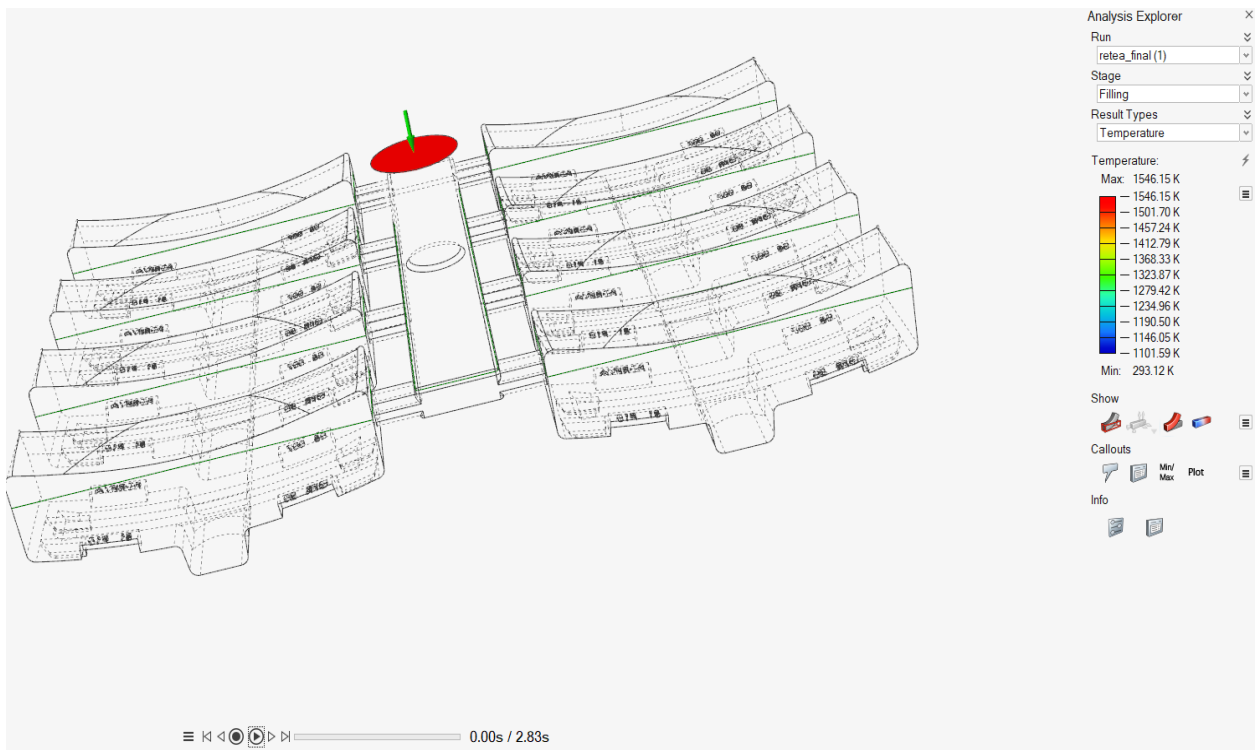 Analysis Explorer
Run
retea_final (1)
Stage
Filling
Result Types
Temperature
Temperature:
Max: 1546.15 K
1546.15 K
1501.70 K
1457.24 K
1412.79 K
1368.33 K
1323.87 K
1279.42 K
1234.96 K
1190.50 K
1146.05 K
1101.59 K
Min: 293.12 K
Show
Callouts
Min/
Max
Plot
Info
0.00s / 2.83s